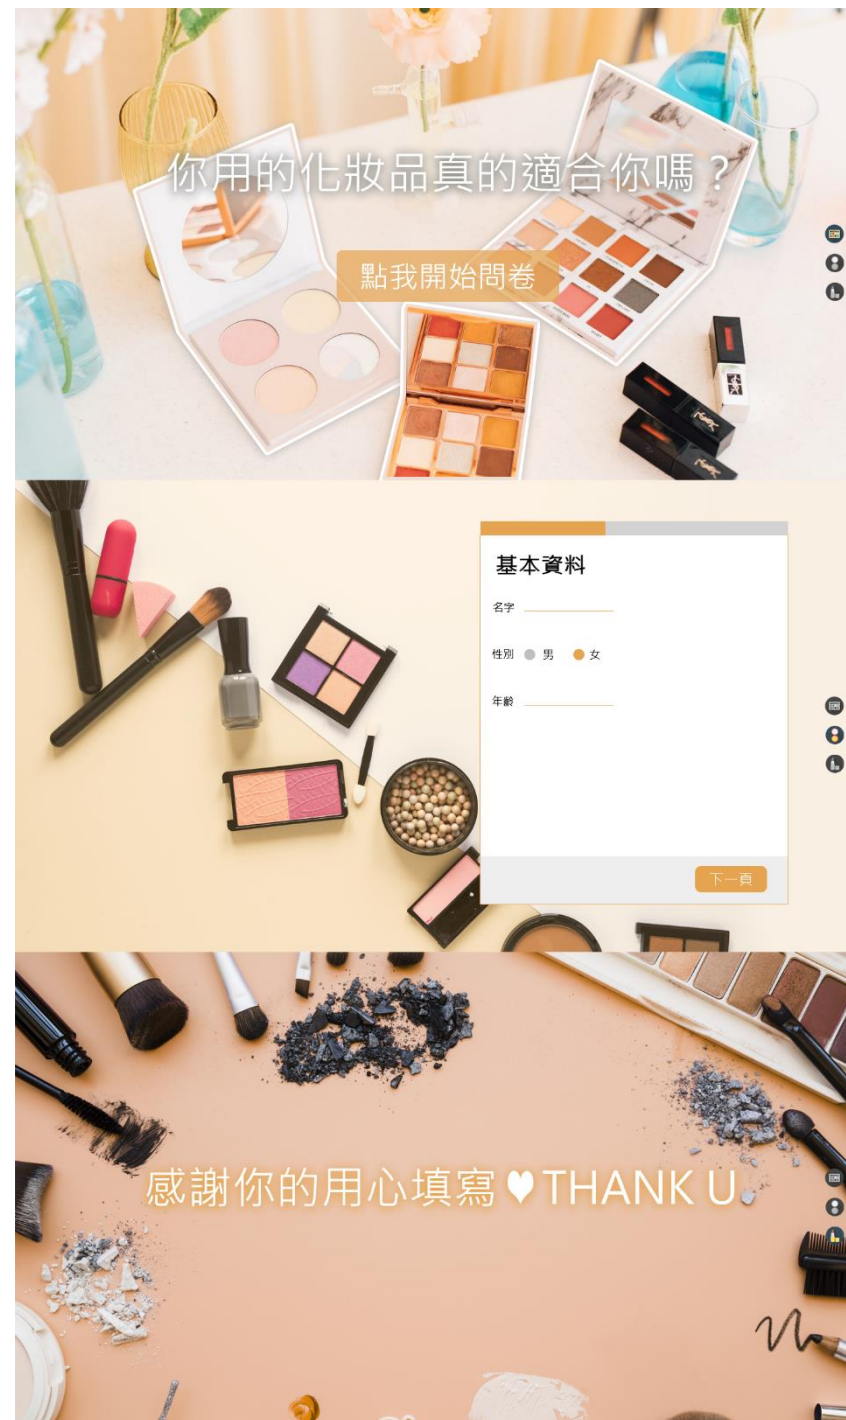 你用的化妝品真的適合你嗎？
點我開始問卷
基本資料
名字
性別 男 女
年齡
下一頁
感謝你的用心填寫♥THANK U